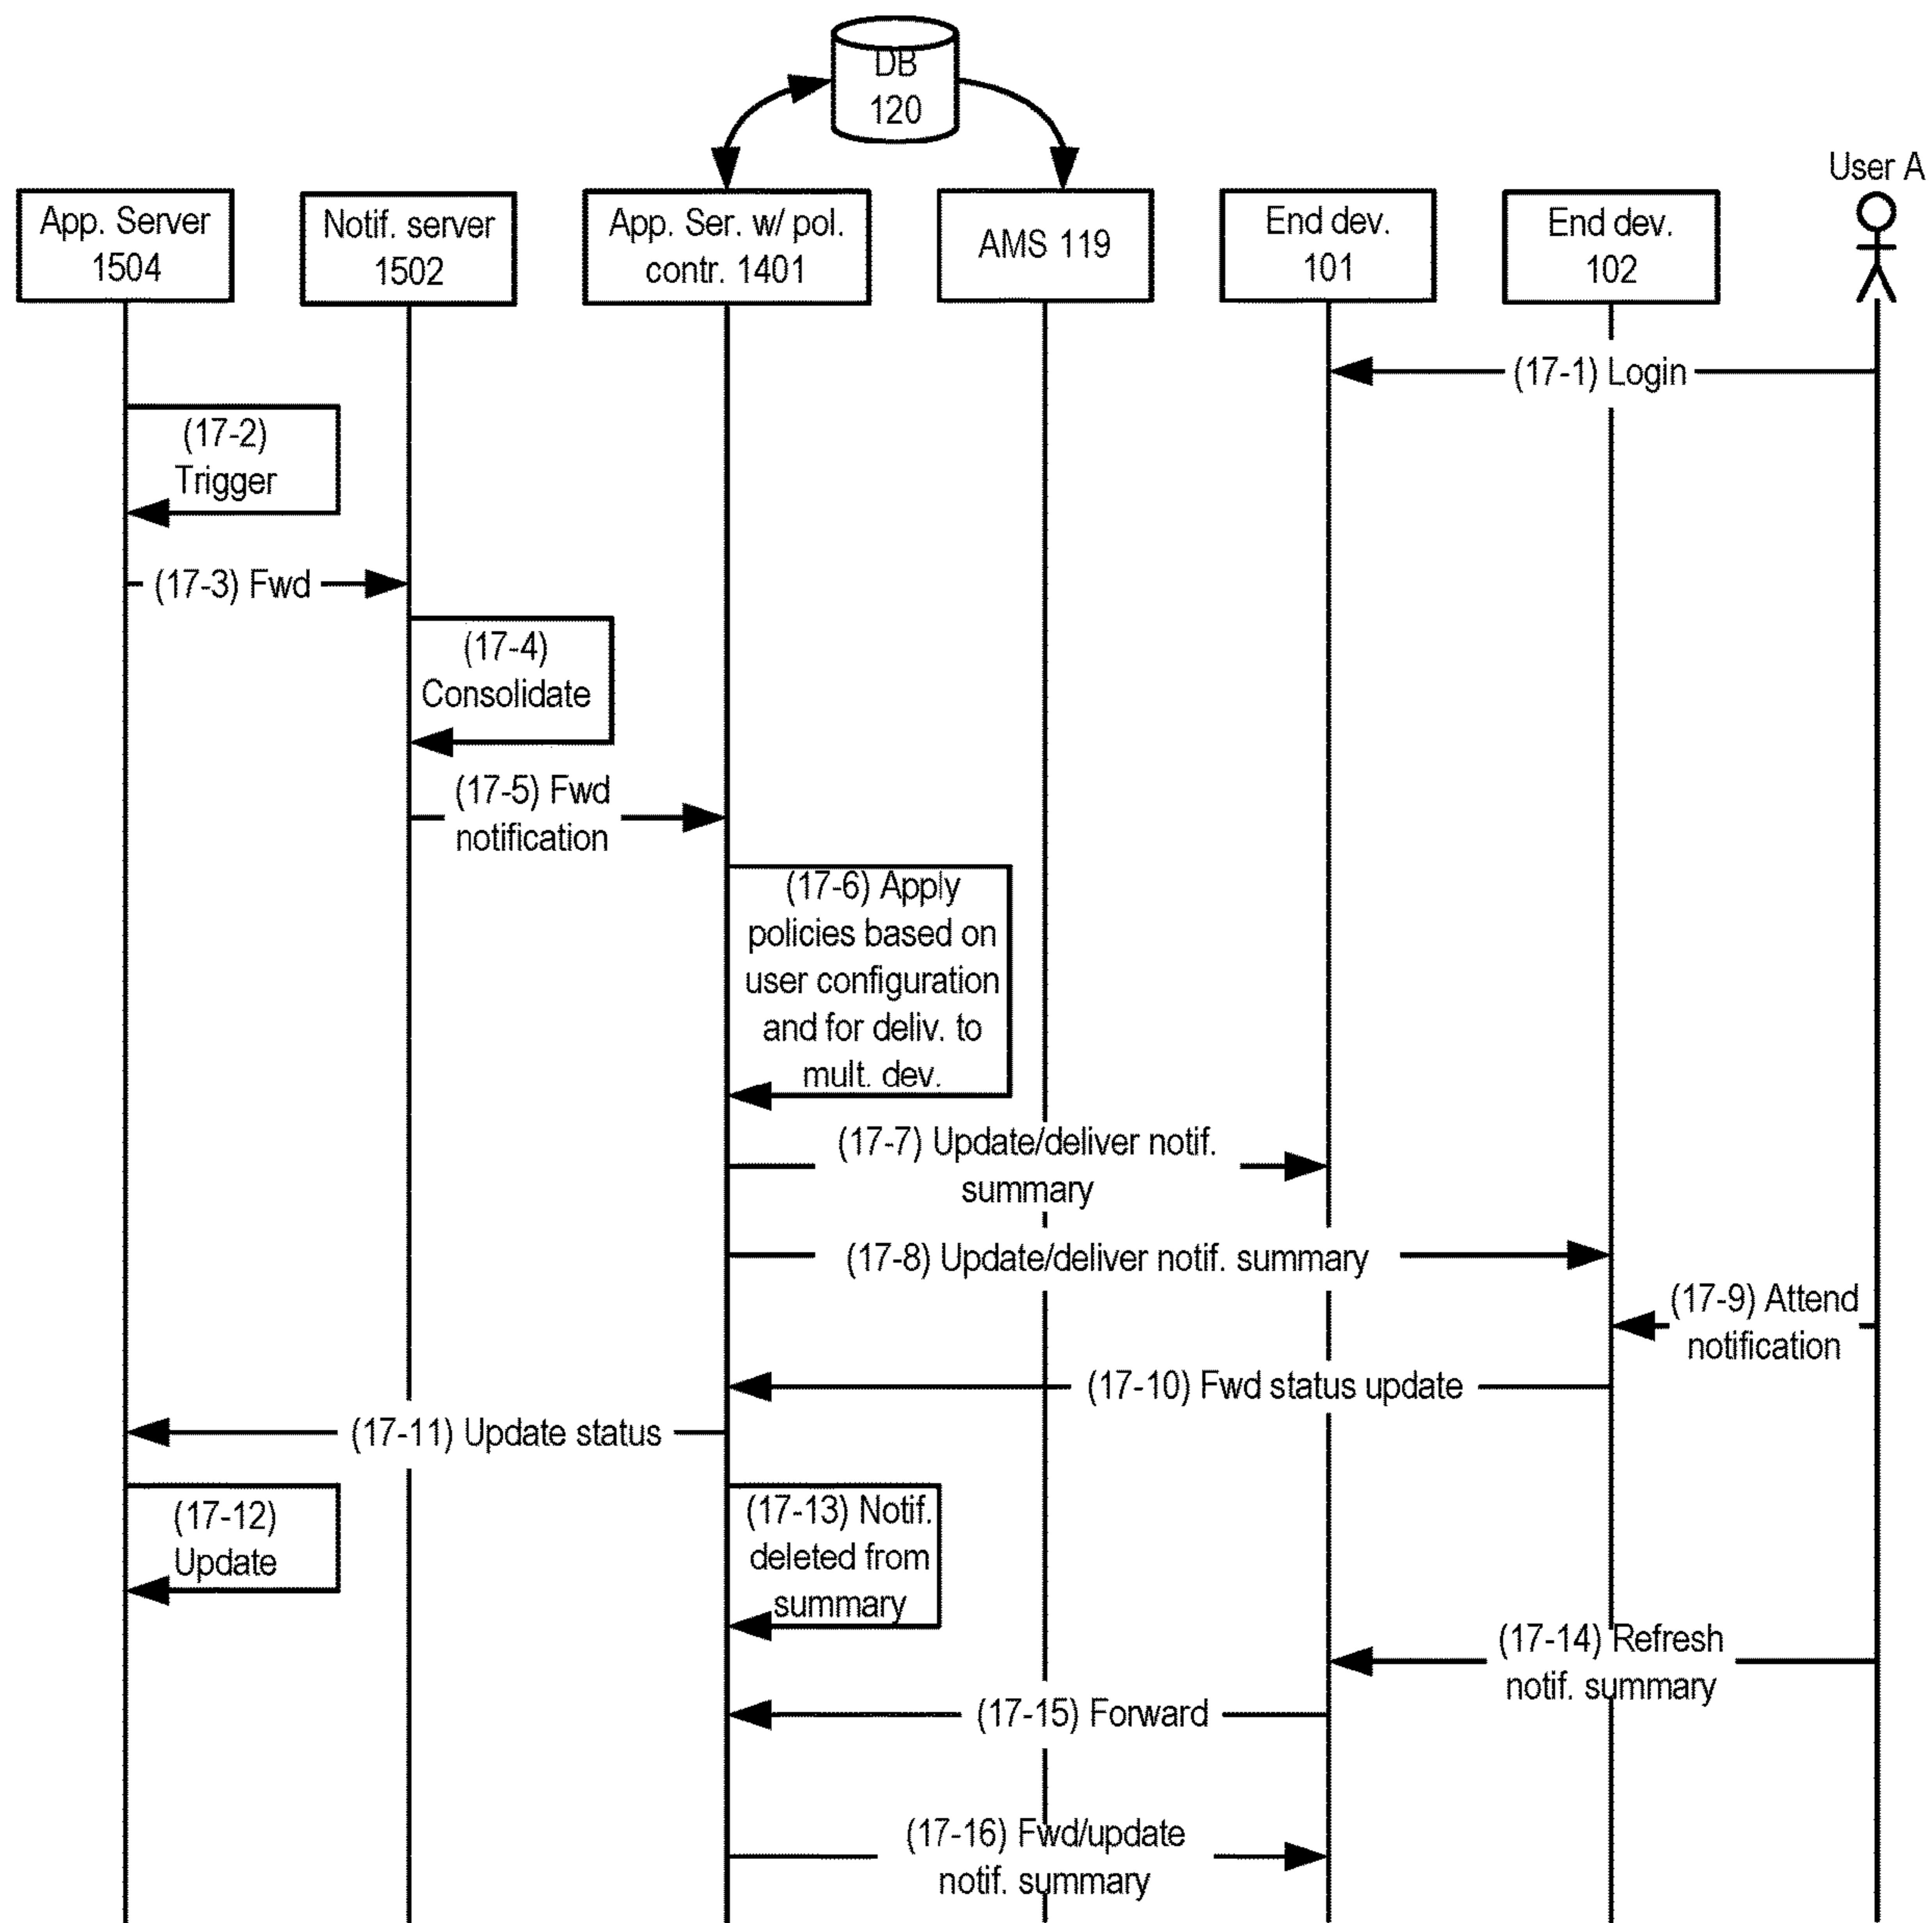 DB
120
User A
App. Server
1504
Notif. server
1502
App. Ser. w/ pol.
contr. 1401
AMS 119
End dev.
101
End dev.
102
(17-1) Login
(17-2)
Trigger
(17-3) Fwd
(17-4)
Consolidate
(17-5) Fwd
notification
(17-6) Apply
policies based on
user configuration
and for deliv. to
mult. dev.
(17-7) Update/deliver notif.
summary
(17-8) Update/deliver notif. summary
(17-9) Attend
notification
(17-10) Fwd status update
(17-11) Update status
(17-12)
Update
(17-13) Notif.
deleted from
summary
(17-14) Refresh
notif. summary
(17-15) Forward
(17-16) Fwd/update
notif. summary